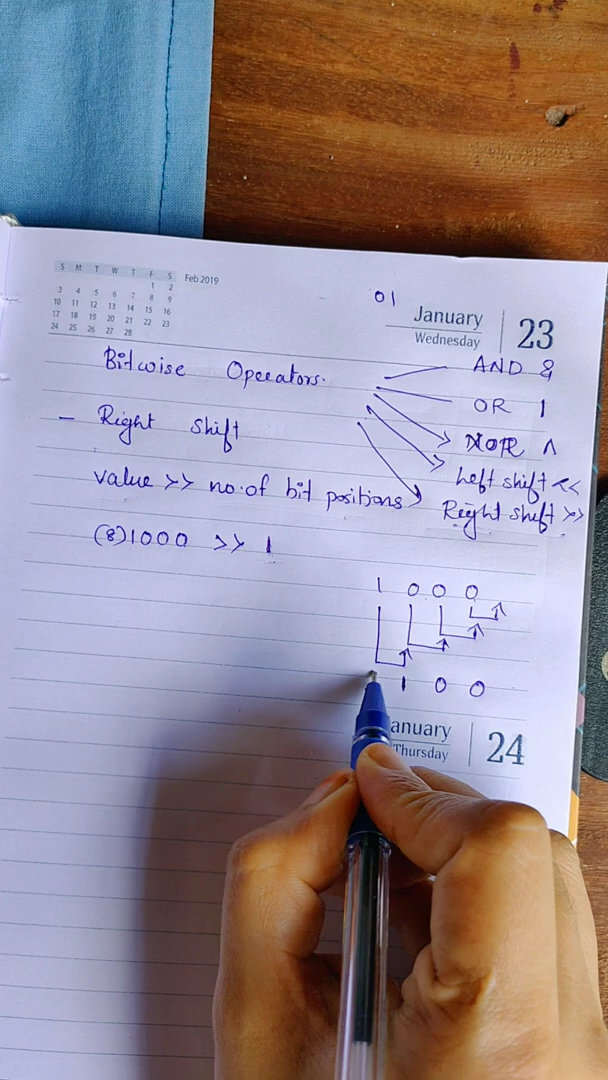 S M T W T F S Feb 2019
1 2
3 4 5 6 7 8 9
10 11 12 13 14 15 16
17 18 19 20 21 22 23
24 25 26 27 28
01
January 23
Wednesday
Bitwise Operators.
AND &
OR |
^
Left shift <<
Right shift >>
– Right shift
value >> no.of bit positions
(8)1000 >> 1
1 0 0 0
1 0 0
anuary 24
Thursday